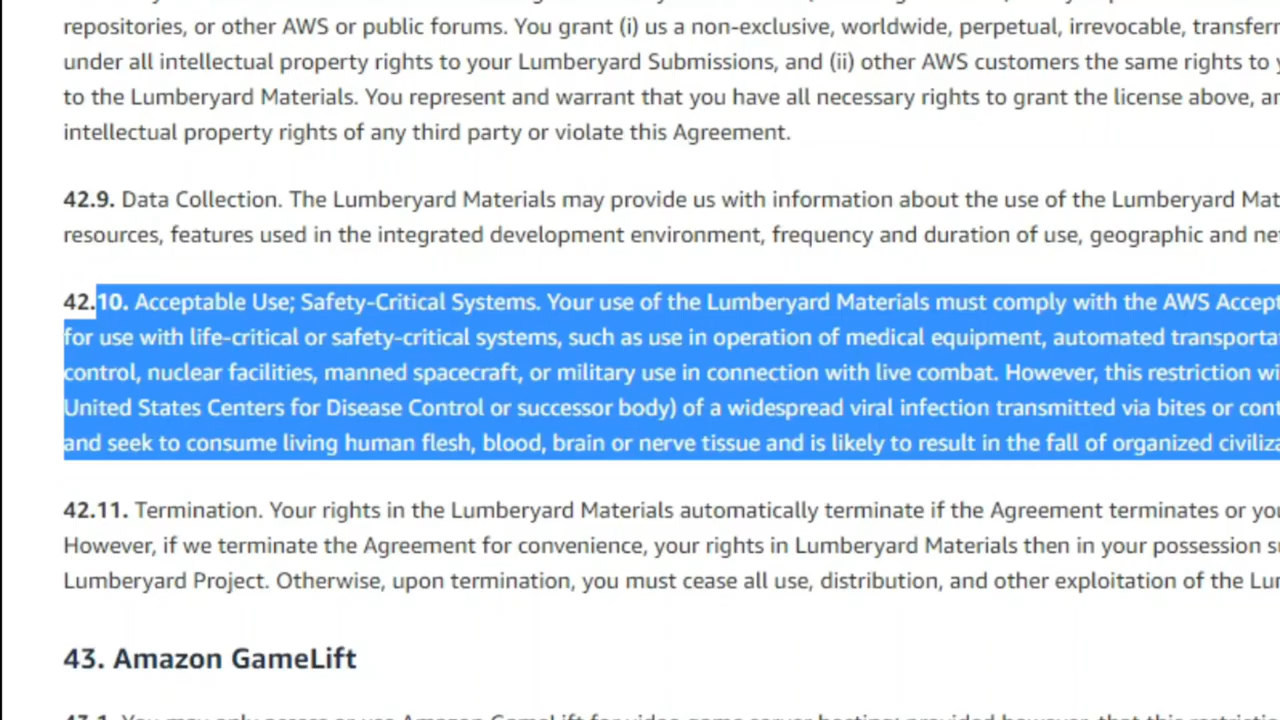 repositories, or other AWS or public forums. You grant (i) us a non-exclusive, worldwide, perpetual, irrevocable, transferr
under all intellectual property rights to your Lumberyard Submissions, and (ii) other AWS customers the same rights to y
to the Lumberyard Materials. You represent and warrant that you have all necessary rights to grant the license above, an
intellectual property rights of any third party or violate this Agreement.
42.9. Data Collection. The Lumberyard Materials may provide us with information about the use of the Lumberyard Mat
resources, features used in the integrated development environment, frequency and duration of use, geographic and ne
42.10. Acceptable Use; Safety-Critical Systems. Your use of the Lumberyard Materials must comply with the AWS Accept
for use with life-critical or safety-critical systems, such as use in operation of medical equipment, automated transporta
control, nuclear facilities, manned spacecraft, or military use in connection with live combat. However, this restriction wi
United States Centers for Disease Control or successor body) of a widespread viral infection transmitted via bites or cont
and seek to consume living human flesh, blood, brain or nerve tissue and is likely to result in the fall of organized civiliza
42.11. Termination. Your rights in the Lumberyard Materials automatically terminate if the Agreement terminates or you
However, if we terminate the Agreement for convenience, your rights in Lumberyard Materials then in your possession s
Lumberyard Project. Otherwise, upon termination, you must cease all use, distribution, and other exploitation of the Lu
43. Amazon GameLift